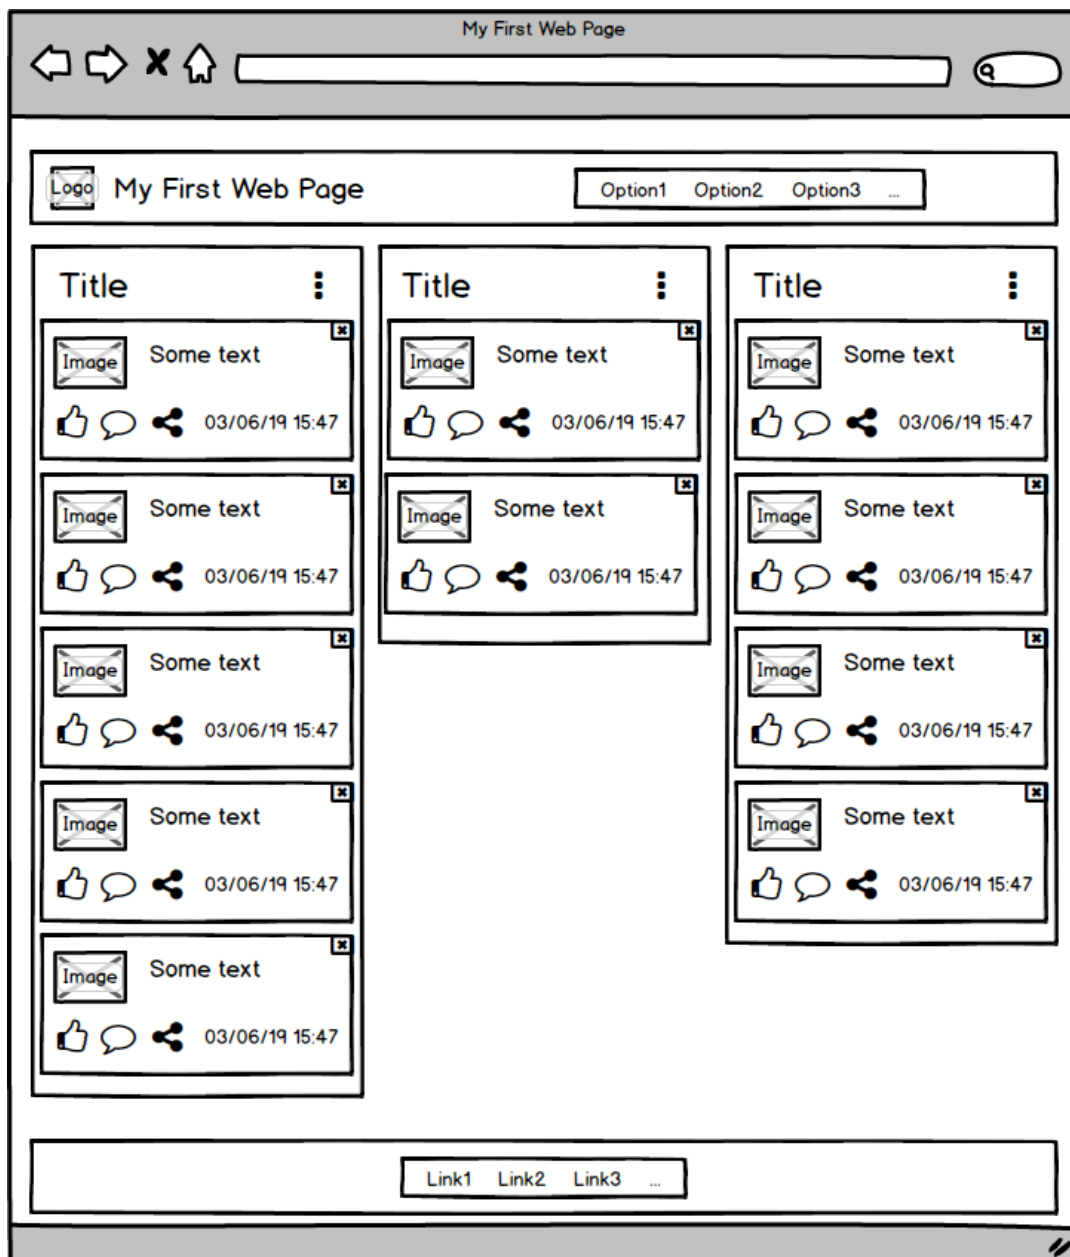 My First Web Page
Logo My First Web Page Option1 Option2 Option3 ...
Title
Image Some text
03/06/19 15:47
Image Some text
03/06/19 15:47
Image Some text
03/06/19 15:47
Image Some text
03/06/19 15:47
Image Some text
03/06/19 15:47
Title
Image Some text
03/06/19 15:47
Image Some text
03/06/19 15:47
Title
Image Some text
03/06/19 15:47
Image Some text
03/06/19 15:47
Image Some text
03/06/19 15:47
Image Some text
03/06/19 15:47
Link1 Link2 Link3 ...